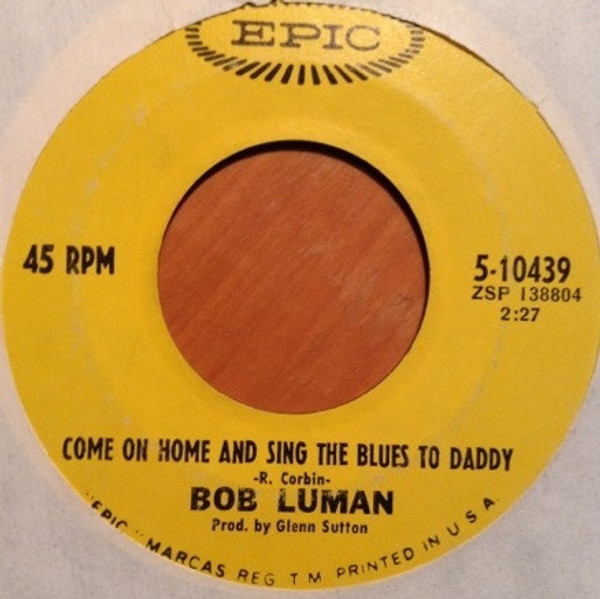 EPIC
45 RPM
5-10439
ZSP 138804
2:27
COME ON HOME AND SING THE BLUES TO DADDY
-R. Corbin-
BOB LUMAN
Prod. by Glenn Sutton
"EPIC," MARCAS REG. T M PRINTED IN U S A.